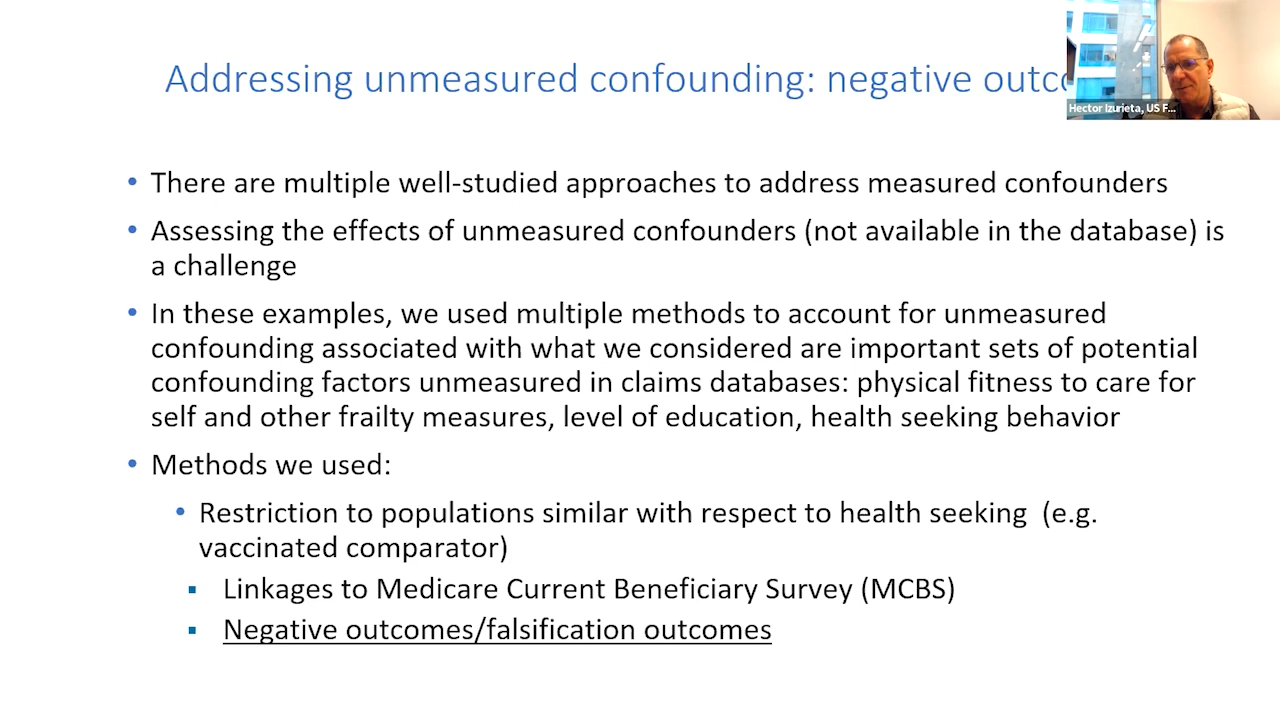 Addressing unmeasured confounding: negative outco
Hector Izurieta, US F...
• There are multiple well-studied approaches to address measured confounders
• Assessing the effects of unmeasured confounders (not available in the database) is
a challenge
• In these examples, we used multiple methods to account for unmeasured
confounding associated with what we considered are important sets of potential
confounding factors unmeasured in claims databases: physical fitness to care for
self and other frailty measures, level of education, health seeking behavior
• Methods we used:
• Restriction to populations similar with respect to health seeking (e.g.
vaccinated comparator)
▪ Linkages to Medicare Current Beneficiary Survey (MCBS)
▪ Negative outcomes/falsification outcomes